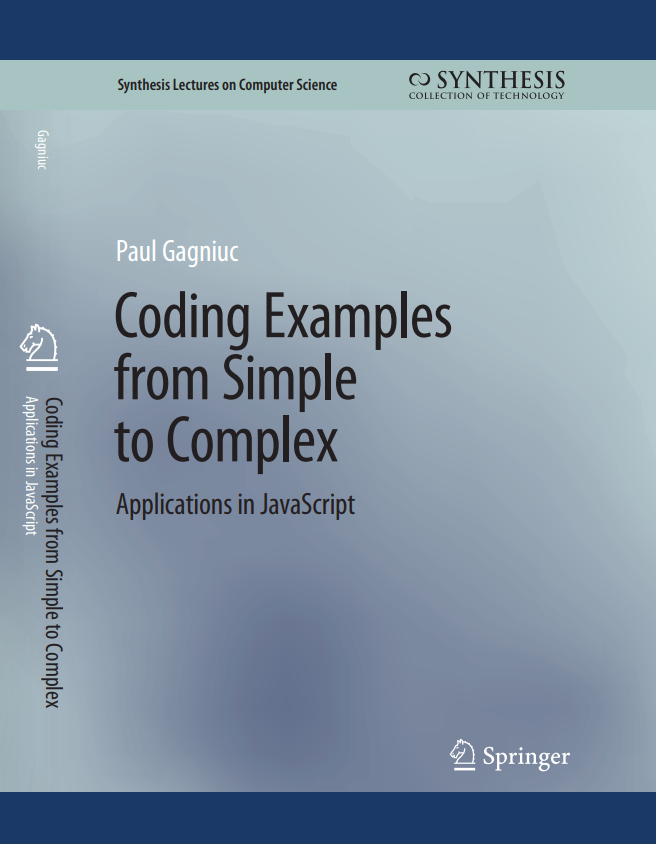 Synthesis Lectures on Computer Science
SYNTHESIS
COLLECTION OF TECHNOLOGY
Gagniuc
Paul Gagniuc
Coding Examples
from Simple
to Complex
Applications in JavaScript
Coding Examples from Simple to Complex
Applications in JavaScript
Springer